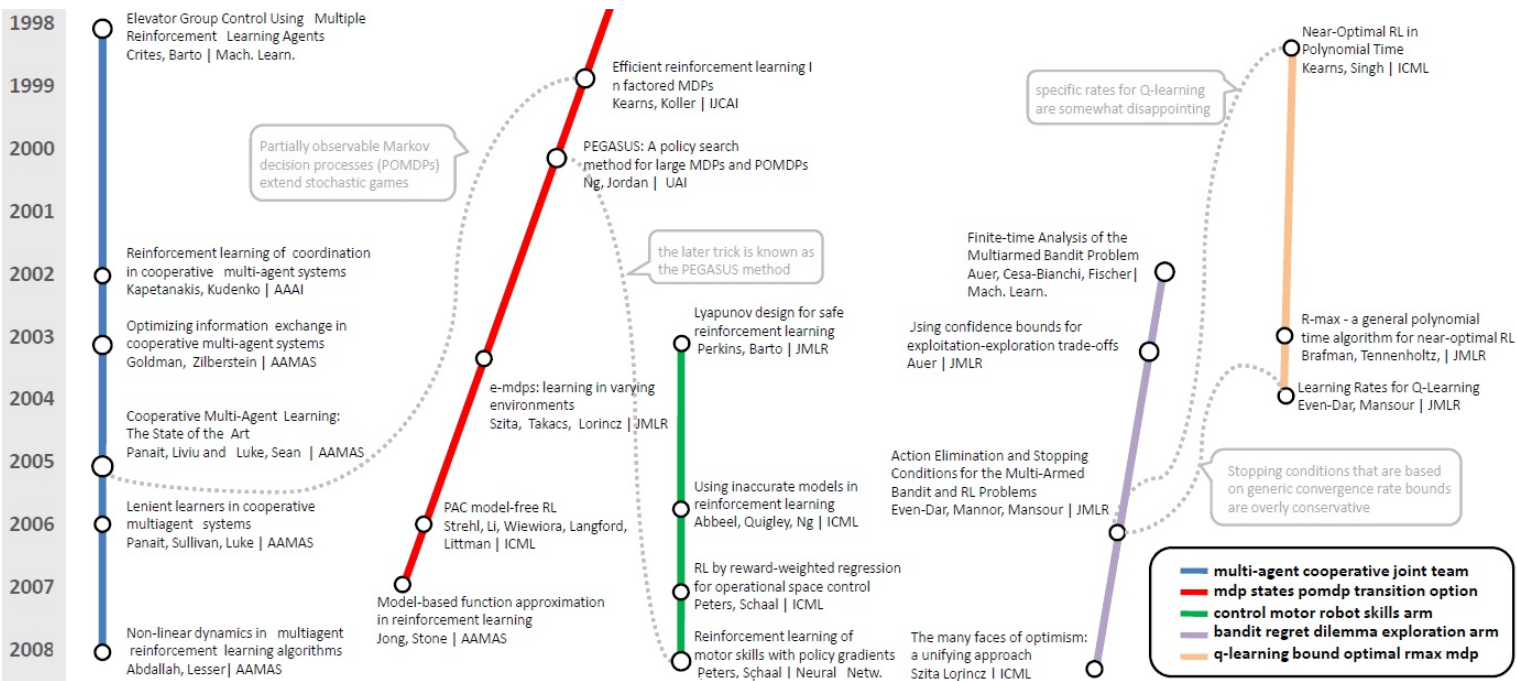 1998
1999
2000
2001
2002
2003
2004
2005
2006
2007
2008
Elevator Group Control Using Multiple
Reinforcement Learning Agents
Crites, Barto | Mach. Learn.
Reinforcement learning of coordination
in cooperative multi-agent systems
Kapetanakis, Kudenko | AAAI
Optimizing information exchange in
cooperative multi-agent systems
Goldman, Zilberstein | AAMAS
Cooperative Multi-Agent Learning:
The State of the Art
Panait, Liviu and Luke, Sean | AAMAS
Lenient learners in cooperative
multiagent systems
Panait, Sullivan, Luke | AAMAS
Non-linear dynamics in multiagent
reinforcement learning algorithms
Abdallah, Lesser | AAMAS
Partially observable Markov
decision processes (POMDPs)
extend stochastic games
Efficient reinforcement learning I
n factored MDPs
Kearns, Koller | IJCAI
PEGASUS: A policy search
method for large MDPs and POMDPs
Ng, Jordan | UAI
e-mdps: learning in varying
environments
Szita, Takacs, Lorincz | JMLR
PAC model-free RL
Strehl, Li, Wiewiora, Langford,
Littman | ICML
Model-based function approximation
in reinforcement learning
Jong, Stone | AAMAS
the later trick is known as
the PEGASUS method
Lyapunov design for safe
reinforcement learning
Perkins, Barto | JMLR
Using inaccurate models in
reinforcement learning
Abbeel, Quigley, Ng | ICML
RL by reward-weighted regression
for operational space control
Peters, Schaal | ICML
Reinforcement learning of
motor skills with policy gradients
Peters, Schaal | Neural Netw.
specific rates for Q-learning
are somewhat disappointing
Finite-time Analysis of the
Multiarmed Bandit Problem
Auer, Cesa-Bianchi, Fischer|
Mach. Learn.
Jsing confidence bounds for
exploitation-exploration trade-offs
Auer | JMLR
Action Elimination and Stopping
Conditions for the Multi-Armed
Bandit and RL Problems
Even-Dar, Mannor, Mansour | JMLR
The many faces of optimism:
a unifying approach
Szita Lorincz | ICML
Near-Optimal RL in
Polynomial Time
Kearns, Singh | ICML
R-max - a general polynomial
time algorithm for near-optimal RL
Brafman, Tennenholtz, | JMLR
Learning Rates for Q-Learning
Even-Dar, Mansour | JMLR
Stopping conditions that are based
on generic convergence rate bounds
are overly conservative
multi-agent cooperative joint team
mdp states pomdp transition option
control motor robot skills arm
bandit regret dilemma exploration arm
q-learning bound optimal rmax mdp